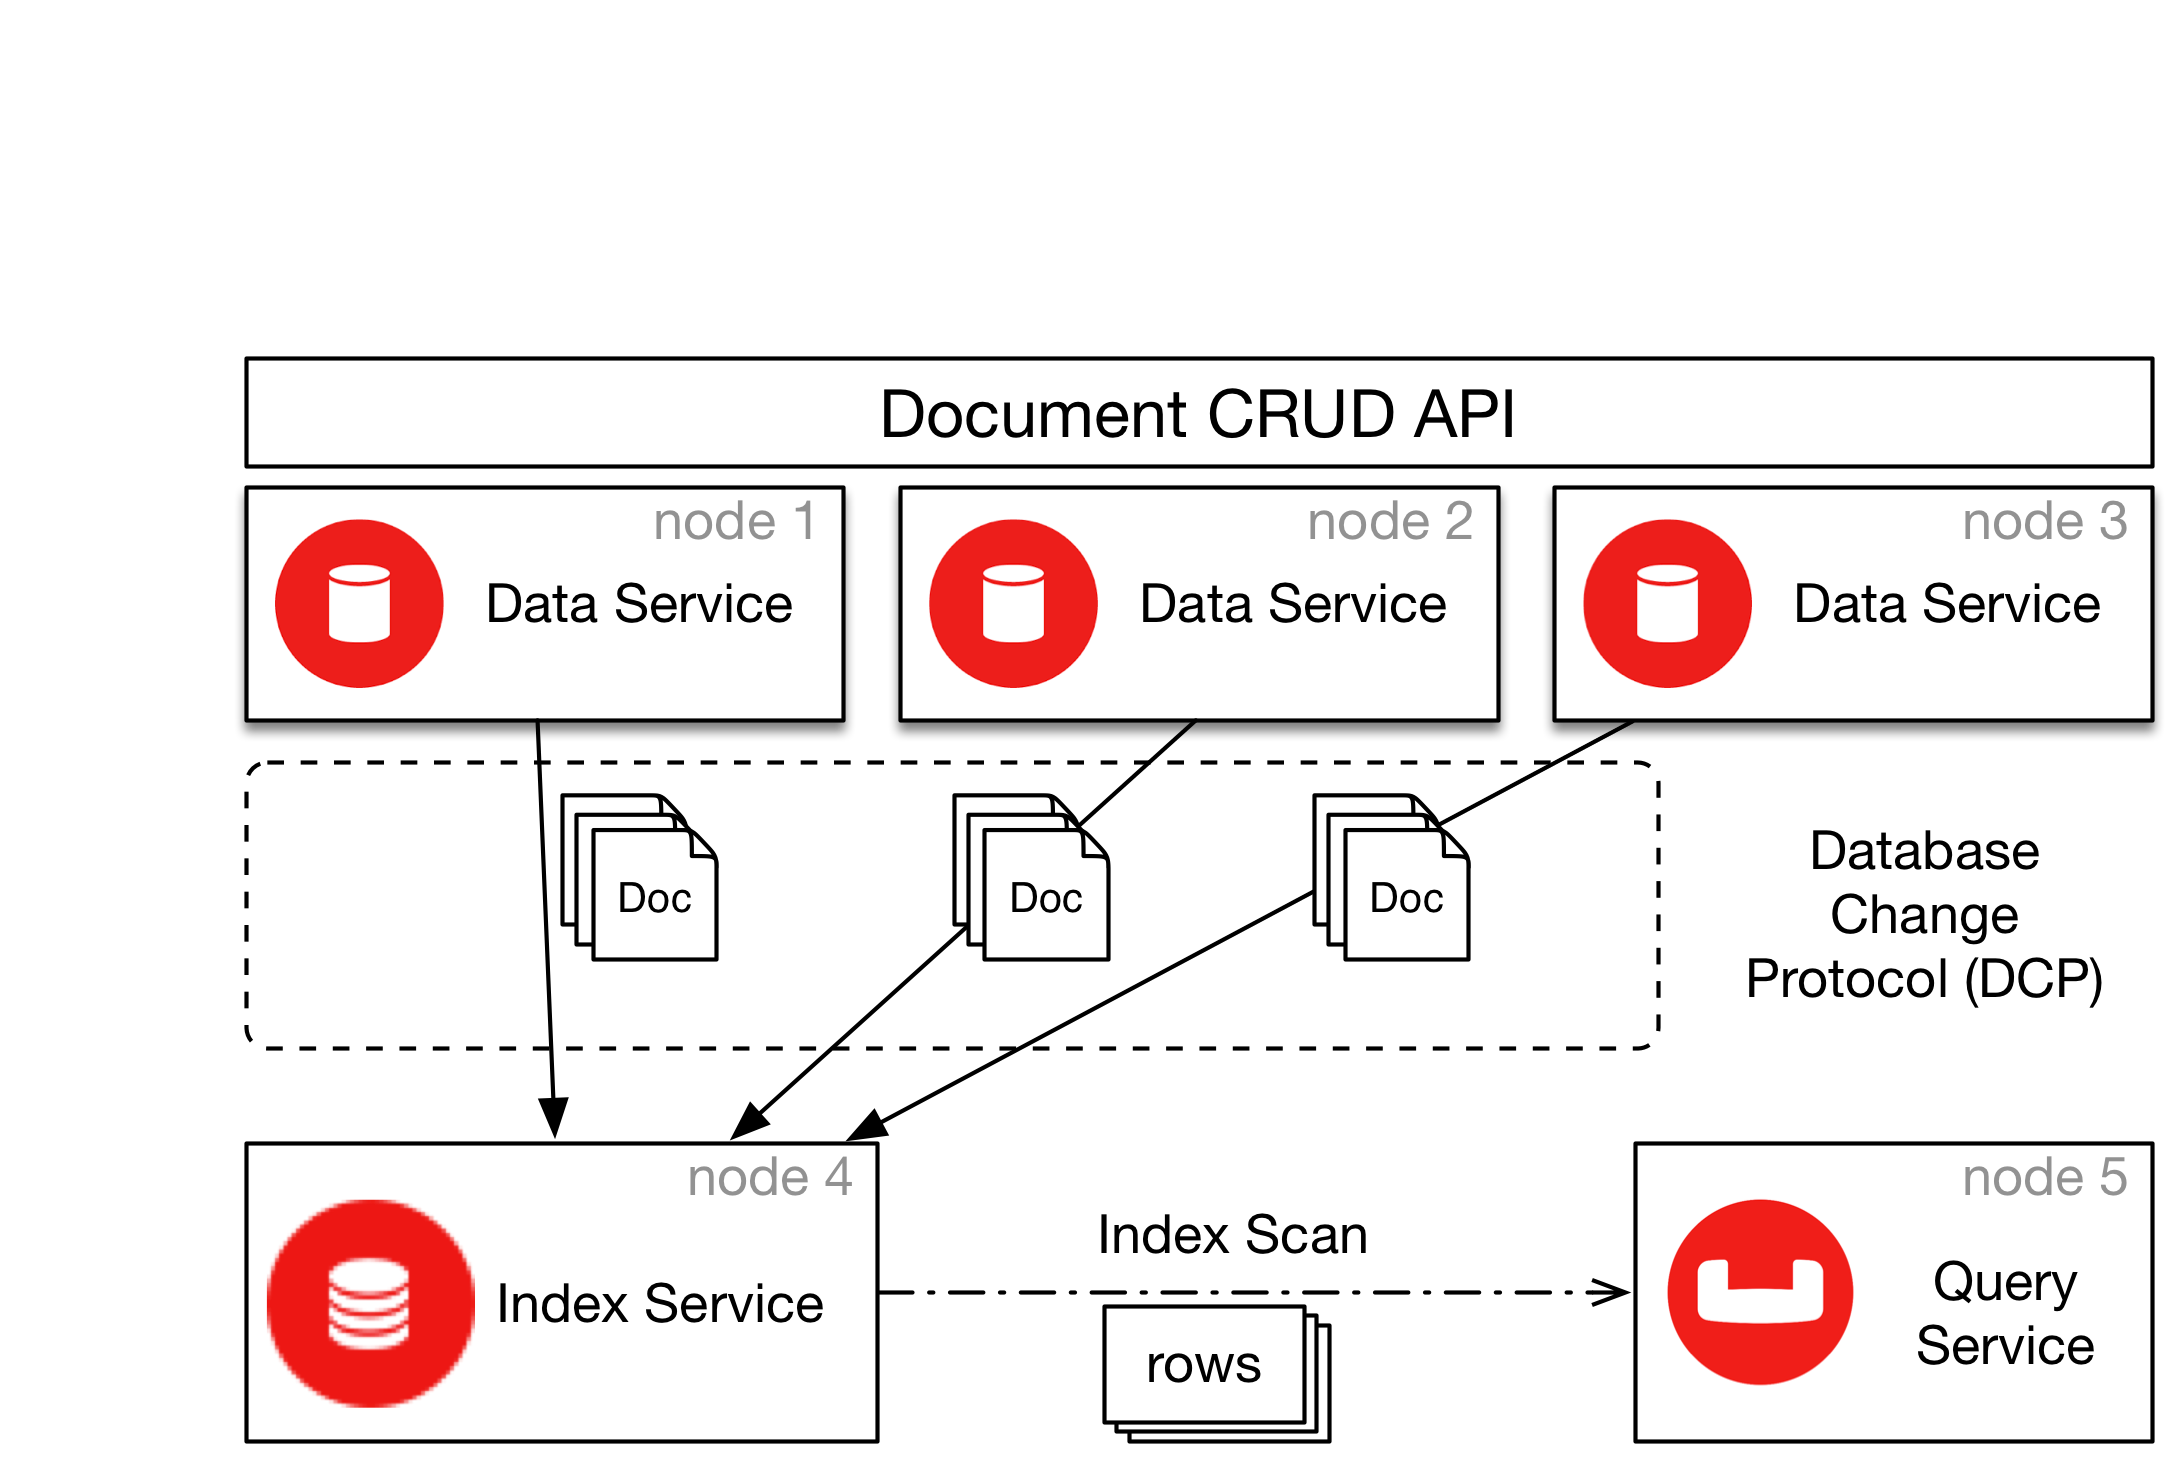 Document CRUD API
node 1
Data Service
node 2
Data Service
node 3
Data Service
Doc
Doc
Doc
Database
Change
Protocol (DCP)
node 4
Index Service
Index Scan
rows
node 5
Query
Service